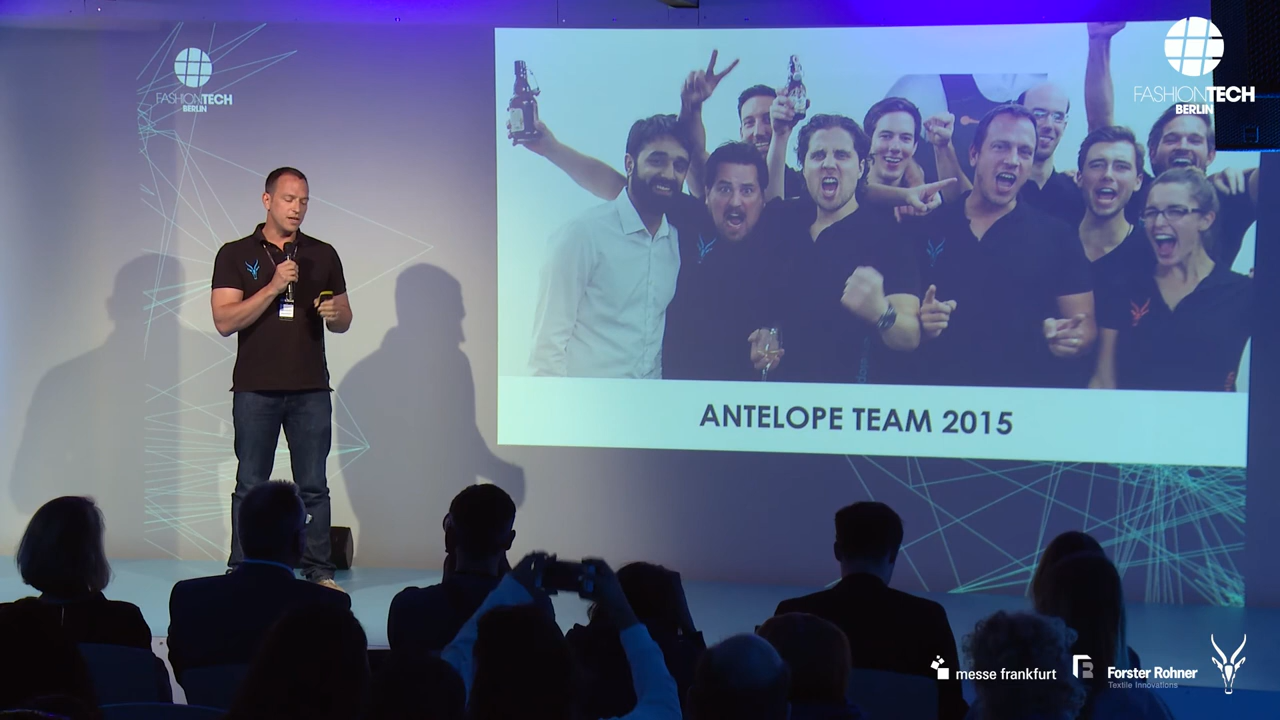 FASHIONTECH
BERLIN
FASHIONTECH
BERLIN
ANTELOPE TEAM 2015
messe frankfurt
Forster Rohner
Textile Innovations